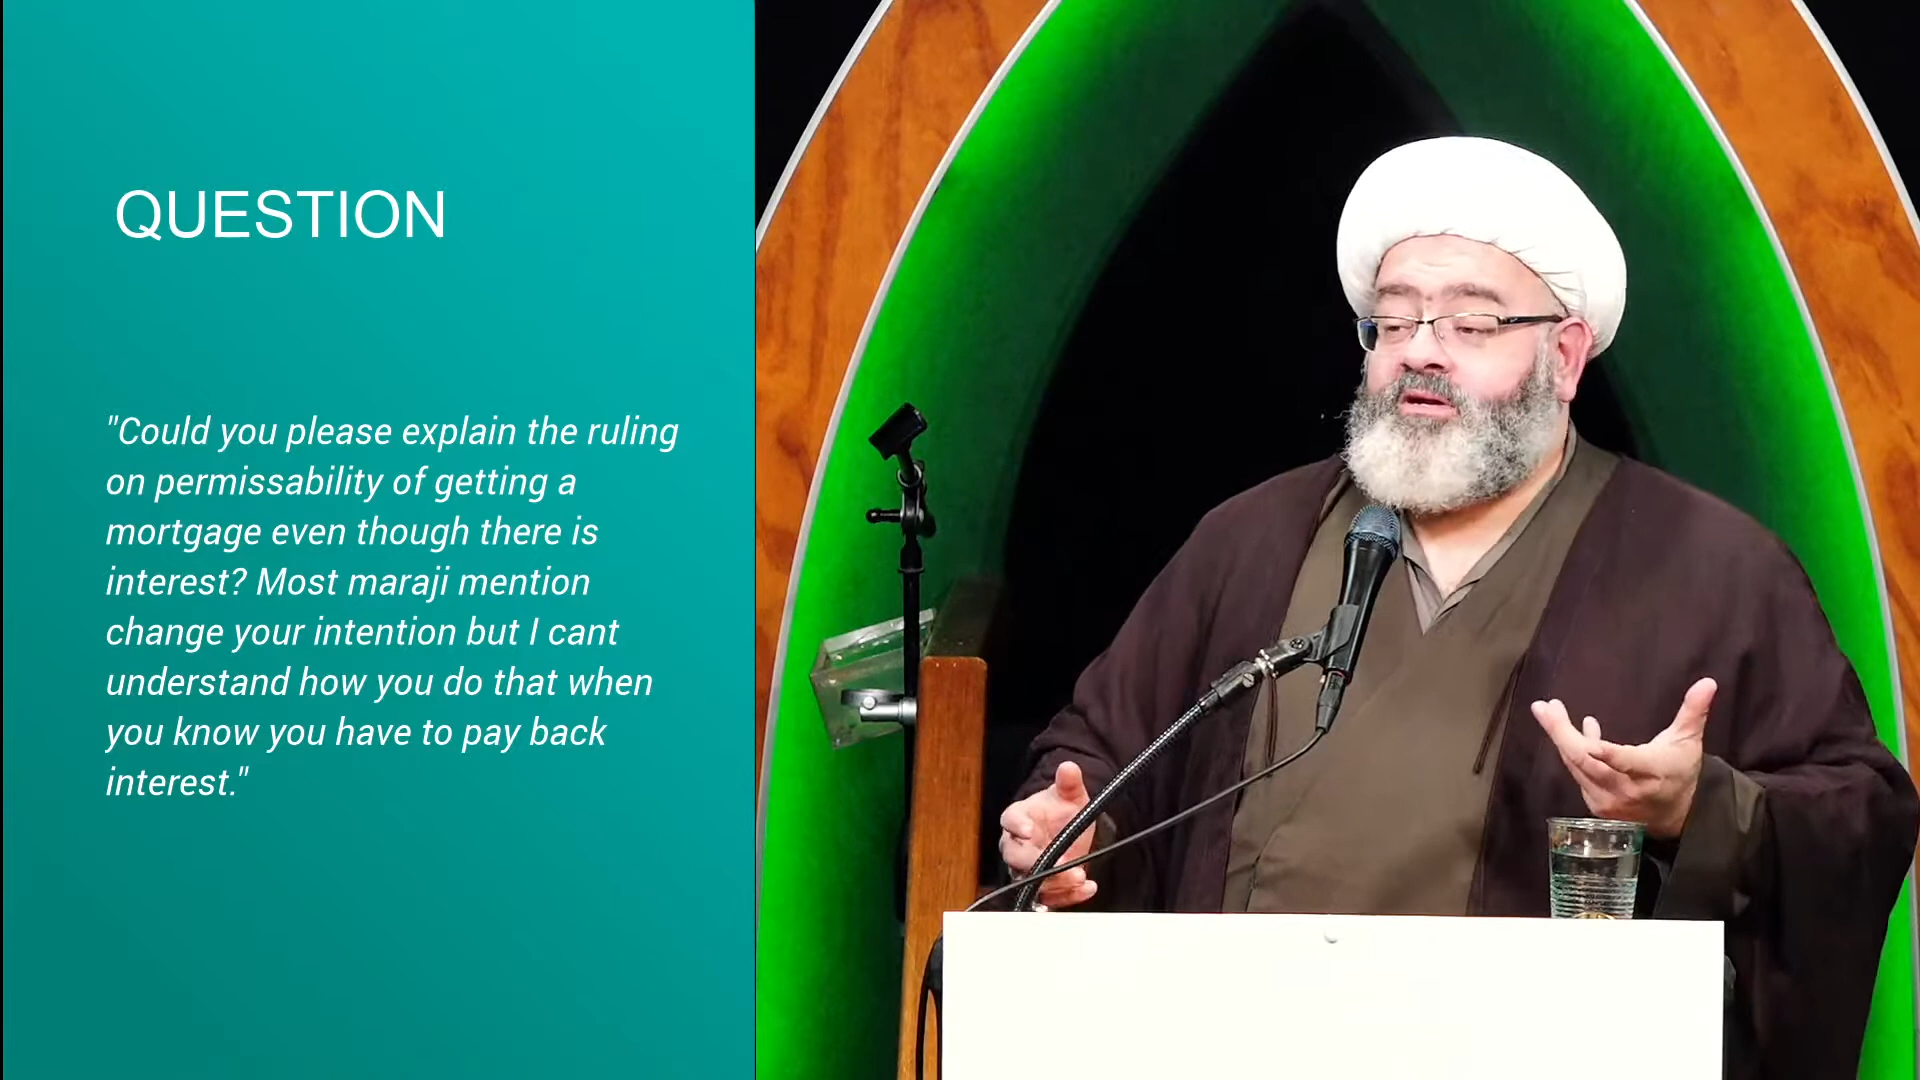 QUESTION
"Could you please explain the ruling
on permissability of getting a
mortgage even though there is
interest? Most maraji mention
change your intention but I cant
understand how you do that when
you know you have to pay back
interest."